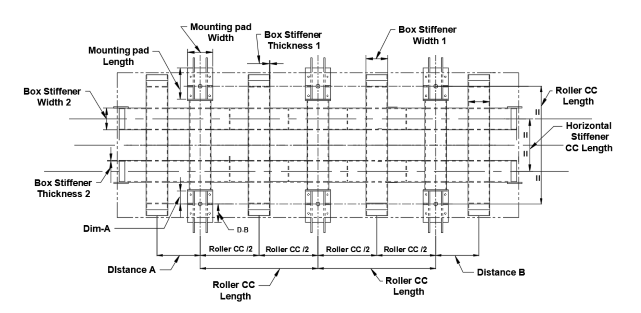 Mounting pad
Width
Box Stiffener
Thickness 1
Box Stiffener
Width 1
Mounting pad
Length
Box Stiffener
Width 2
Roller CC
Length
Horizontal
Stiffener
CC Length
=
=
=
=
Box Stiffener
Thickness 2
Dim-A
D-B
Roller CC /2
Roller CC /2
Roller CC /2
Roller CC /2
DIstance A
Distance B
Roller CC
Length
Roller CC
Length